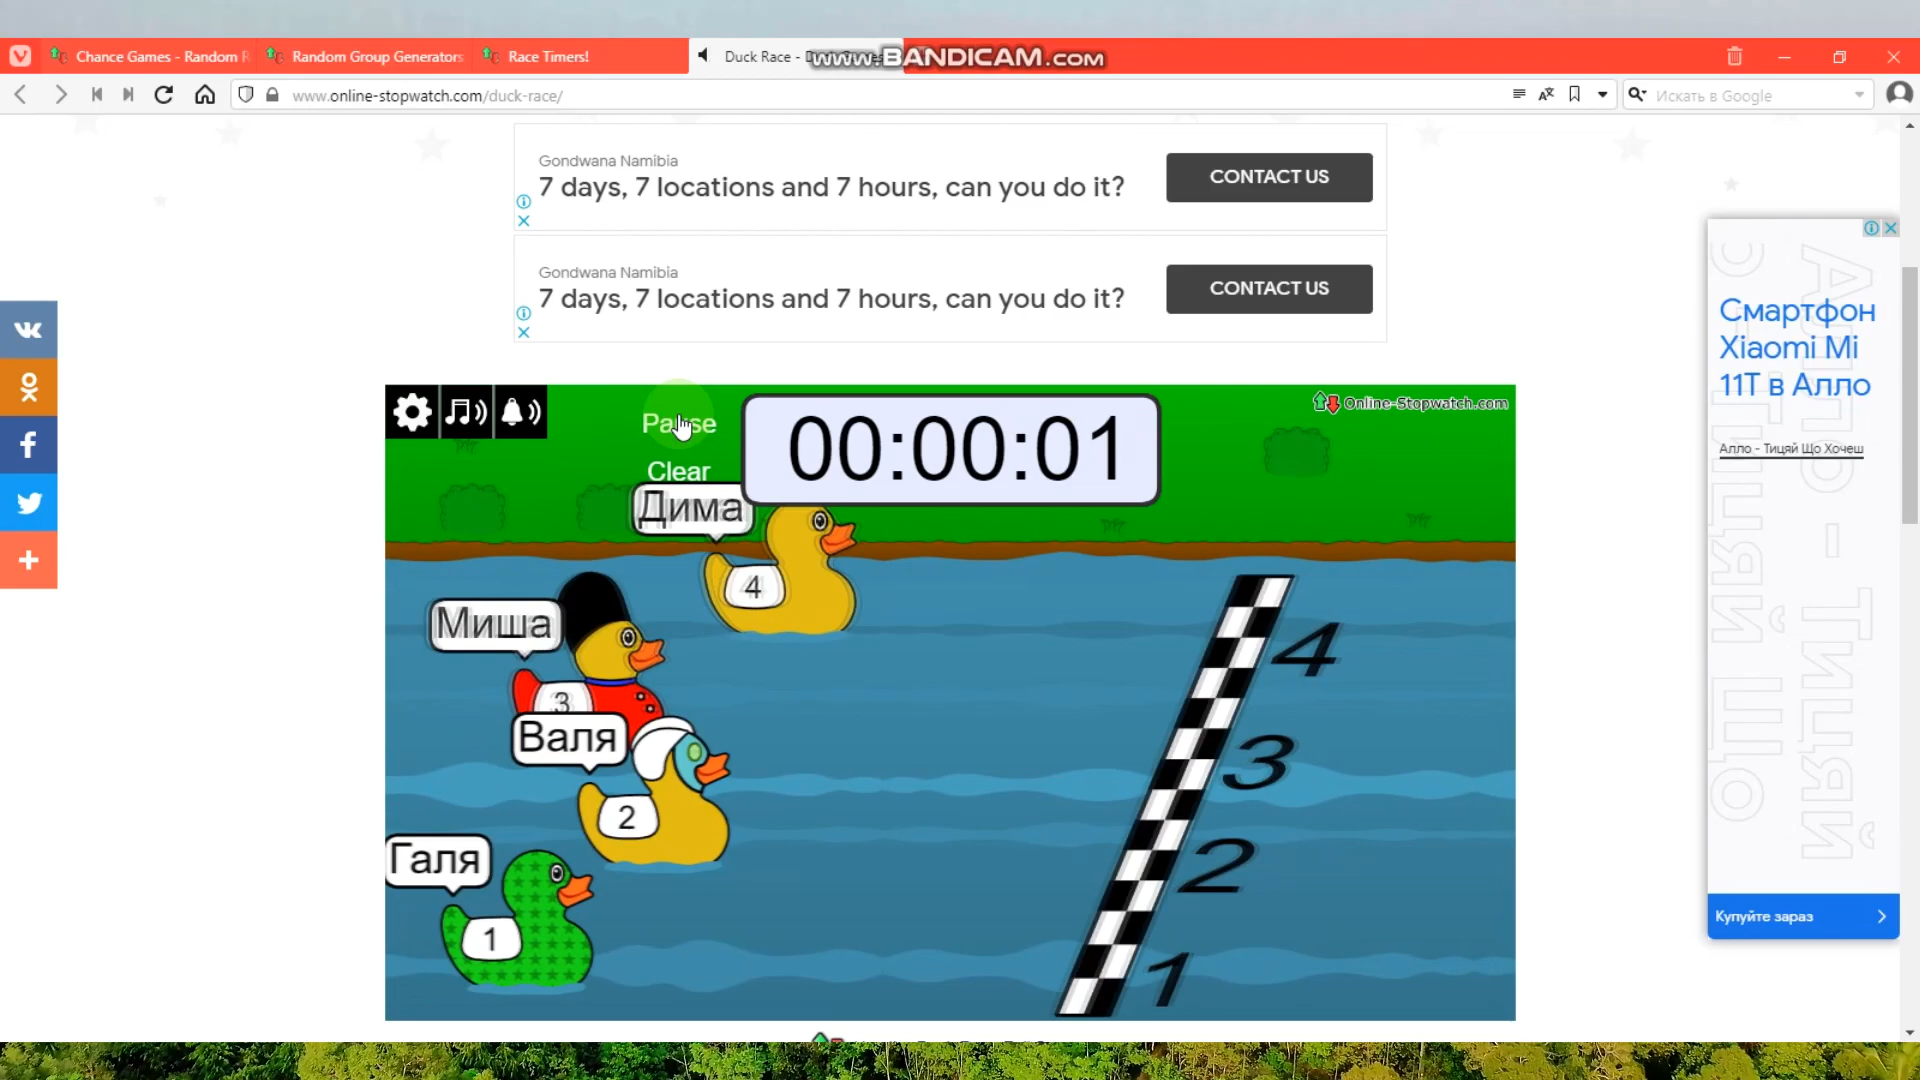 Chance Games - Random R
Random Group Generators
Race Timers!
Duck Race - D
www.BANDICAM.com
www.online-stopwatch.com/duck-race/
Искать в Google
Gondwana Namibia
7 days, 7 locations and 7 hours, can you do it?
CONTACT US
Gondwana Namibia
7 days, 7 locations and 7 hours, can you do it?
CONTACT US
Смартфон
Xiaomi Mi
11T в Алло
Алло - Тицяй Що Хочеш
Купуйте зараз
Pause
Clear
00:00:01
Online-Stopwatch.com
Дима
4
Миша
3
Валя
2
Галя
1
4
3
2
1